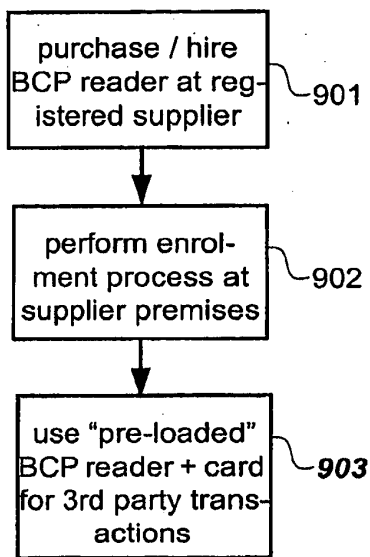 purchase / hire
BCP reader at reg-
istered supplier
901
perform enrol-
ment process at
supplier premises
902
use "pre-loaded"
BCP reader + card
for 3rd party trans-
actions
903